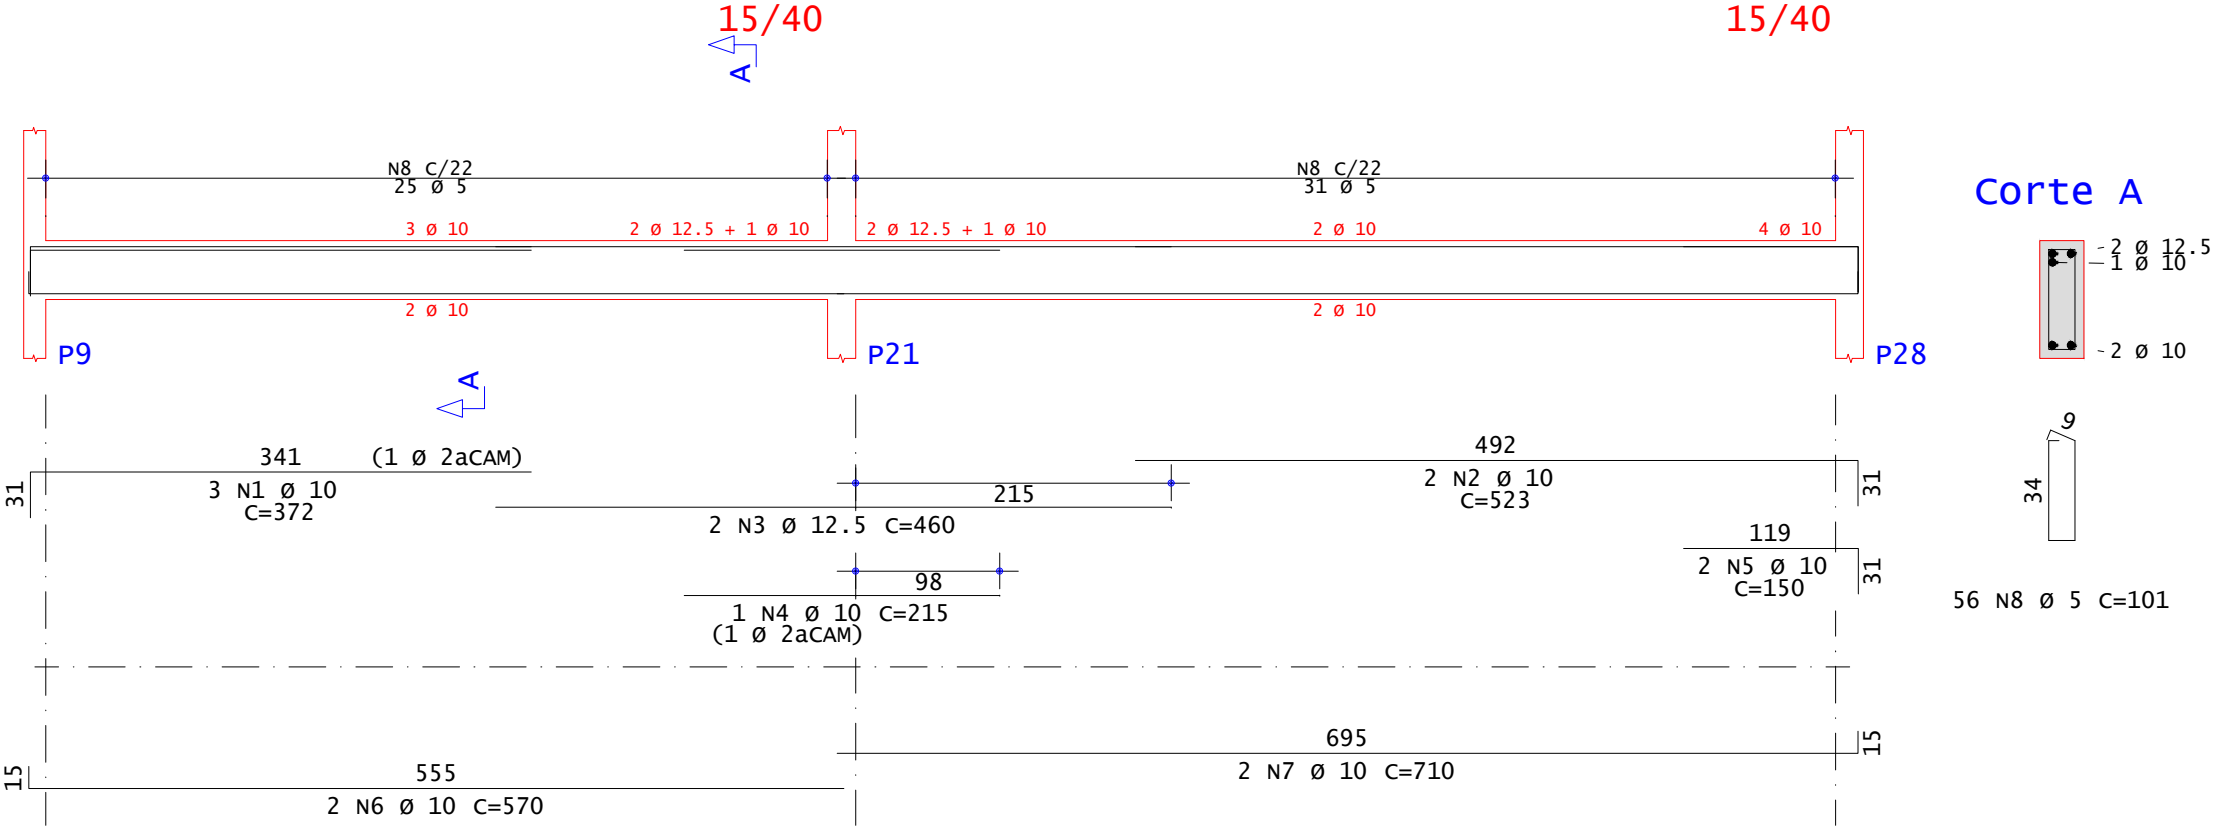 15/40
15/40
A
N8 C/22
25 Ø 5
N8 C/22
31 Ø 5
Corte A
3 Ø 10
2 Ø 12.5 + 1 Ø 10
2 Ø 12.5 + 1 Ø 10
2 Ø 10
4 Ø 10
2 Ø 12.5
1 Ø 10
2 Ø 10
2 Ø 10
2 Ø 10
P9
P21
P28
A
341
(1 Ø 2aCAM)
31
3 N1 Ø 10
C=372
215
2 N3 Ø 12.5 C=460
492
2 N2 Ø 10
C=523
31
9
34
98
1 N4 Ø 10 C=215
(1 Ø 2aCAM)
119
2 N5 Ø 10
C=150
31
56 N8 Ø 5 C=101
695
2 N7 Ø 10 C=710
15
555
15
2 N6 Ø 10 C=570